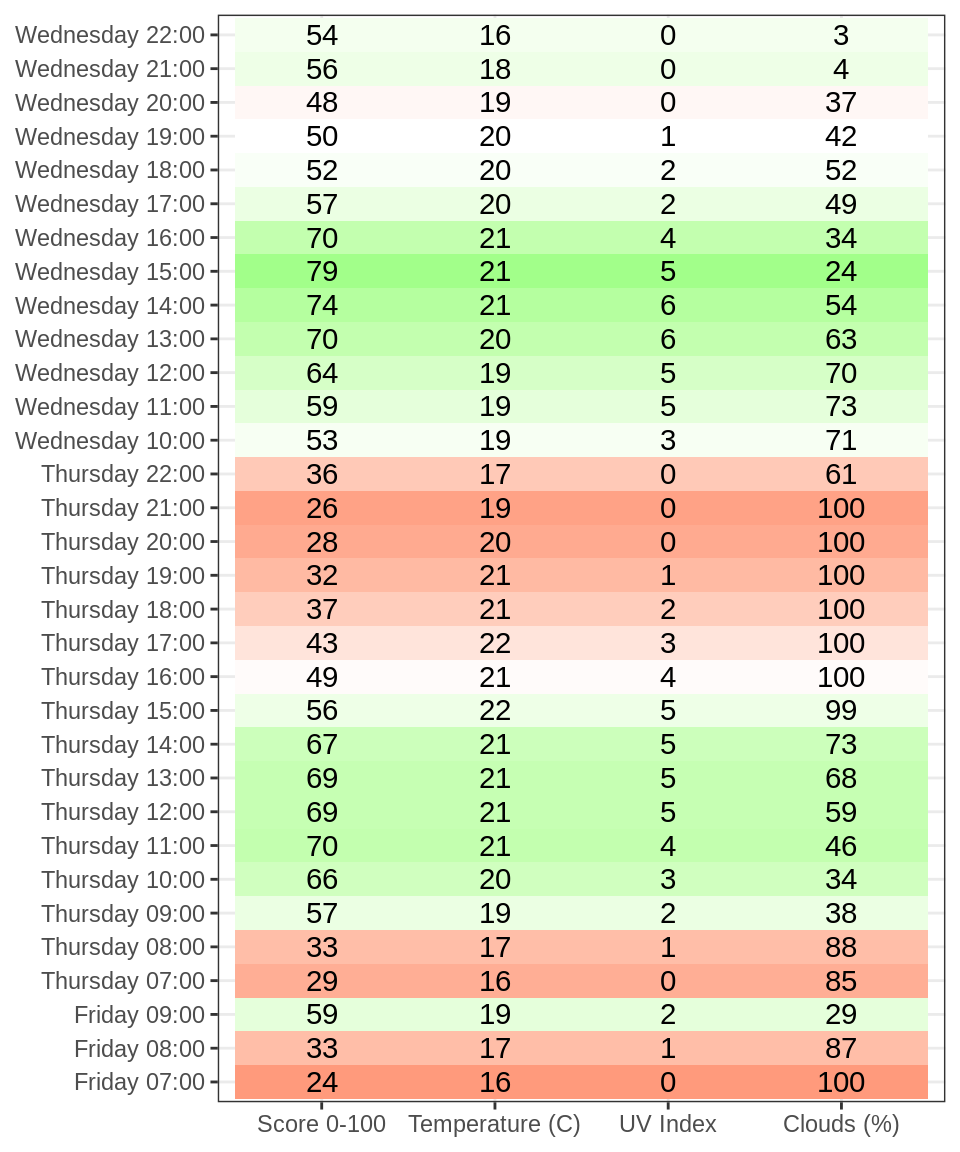 Wednesday 22:00 54 16 0 3
Wednesday 21:00 56 18 0 4
Wednesday 20:00 48 19 0 37
Wednesday 19:00 50 20 1 42
Wednesday 18:00 52 20 2 52
Wednesday 17:00 57 20 2 49
Wednesday 16:00 70 21 4 34
Wednesday 15:00 79 21 5 24
Wednesday 14:00 74 21 6 54
Wednesday 13:00 70 20 6 63
Wednesday 12:00 64 19 5 70
Wednesday 11:00 59 19 5 73
Wednesday 10:00 53 19 3 71
Thursday 22:00 36 17 0 61
Thursday 21:00 26 19 0 100
Thursday 20:00 28 20 0 100
Thursday 19:00 32 21 1 100
Thursday 18:00 37 21 2 100
Thursday 17:00 43 22 3 100
Thursday 16:00 49 21 4 100
Thursday 15:00 56 22 5 99
Thursday 14:00 67 21 5 73
Thursday 13:00 69 21 5 68
Thursday 12:00 69 21 5 59
Thursday 11:00 70 21 4 46
Thursday 10:00 66 20 3 34
Thursday 09:00 57 19 2 38
Thursday 08:00 33 17 1 88
Thursday 07:00 29 16 0 85
Friday 09:00 59 19 2 29
Friday 08:00 33 17 1 87
Friday 07:00 24 16 0 100
Score 0-100 Temperature (C) UV Index Clouds (%)